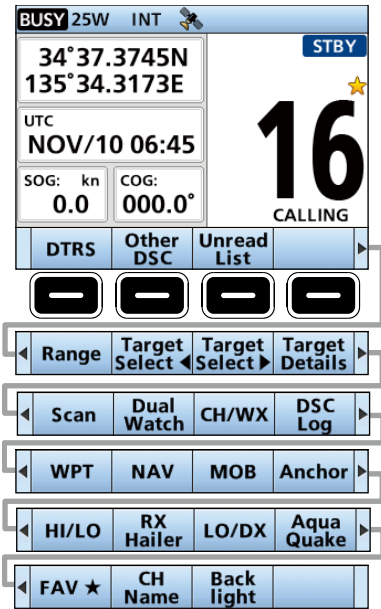 BUSY 25W INT
34°37.3745N
135°34.3173E
STBY
UTC
NOV/10 06:45
SOG: kn
0.0
COG:
000.0°
16
CALLING
DTRS
Other
DSC
Unread
List
Range
Target
Select ◀
Target
Select ▶
Target
Details
Scan
Dual
Watch
CH/WX
DSC
Log
WPT
NAV
MOB
Anchor
HI/LO
RX
Hailer
LO/DX
Aqua
Quake
FAV ★
CH
Name
Back
light